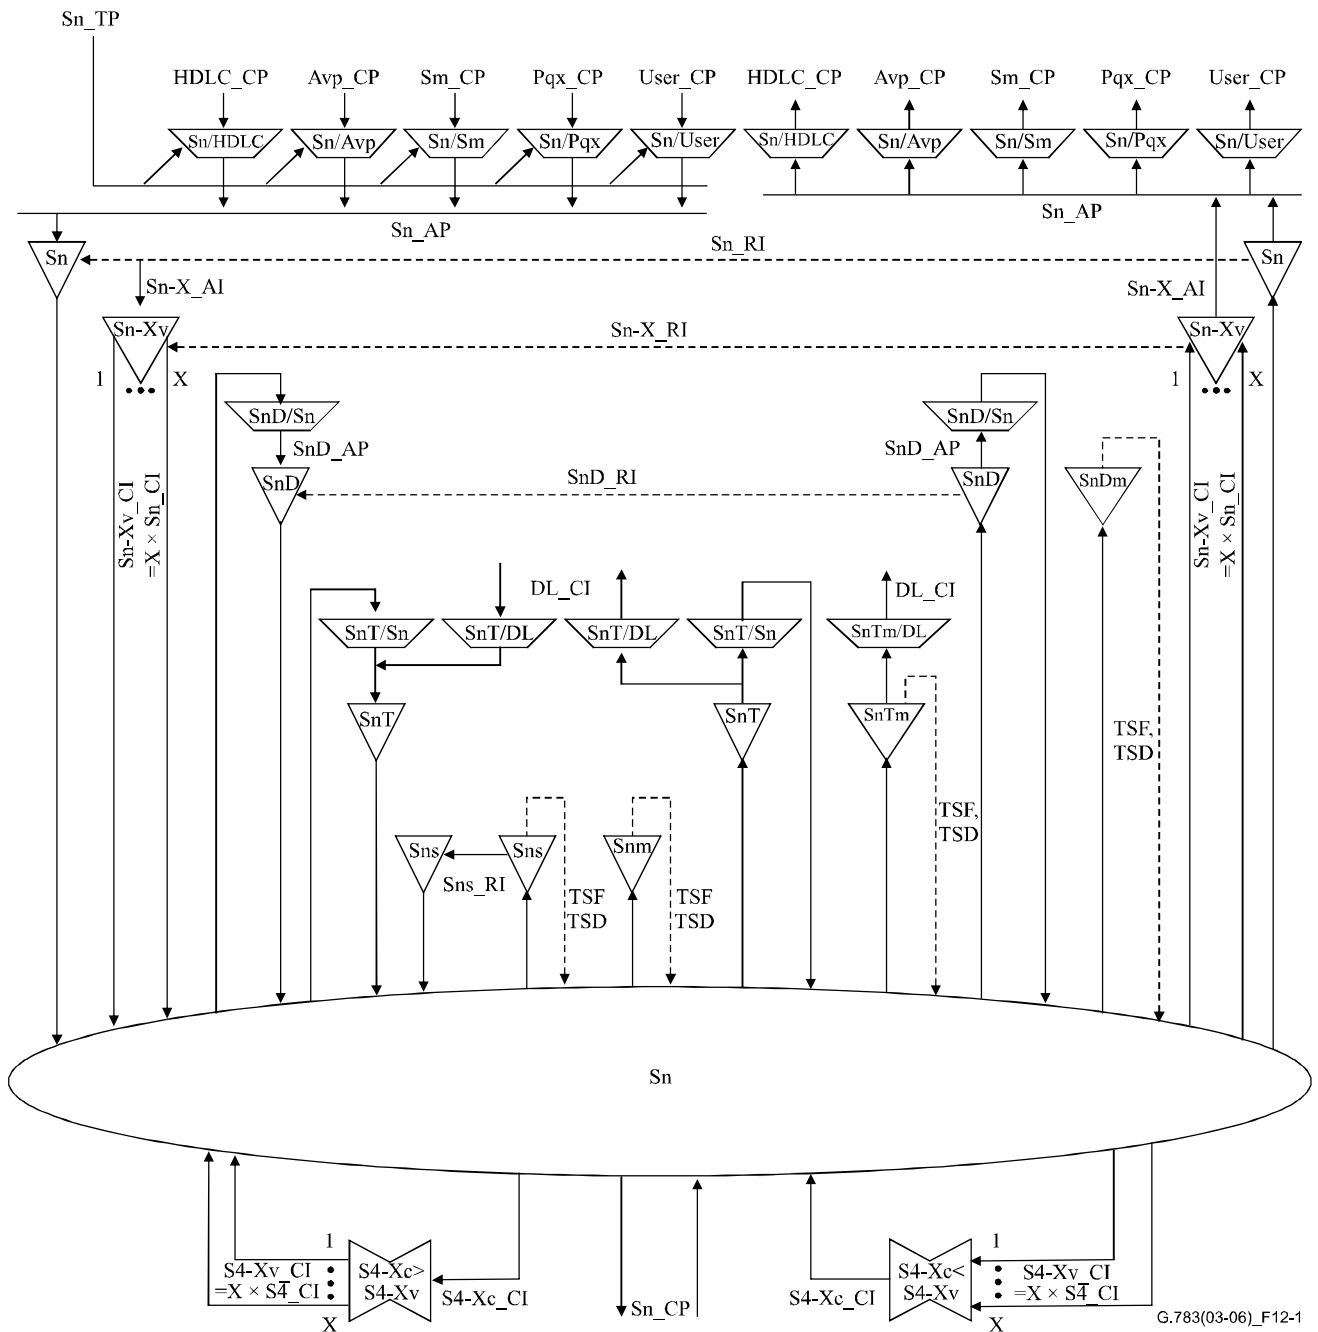 Sn_TP
HDLC_CP Avp_CP Sm_CP Pqx_CP User_CP HDLC_CP Avp_CP Sm_CP Pqx_CP User_CP
Sn/HDLC Sn/Avp Sn/Sm Sn/Pqx Sn/User Sn/HDLC Sn/Avp Sn/Sm Sn/Pqx Sn/User
Sn_AP
Sn_AP
Sn Sn_RI Sn
Sn-X_AI Sn-X_AI
Sn-Xv Sn-X_RI Sn-Xv
1 X 1 X
•••
•••
SnD/Sn SnD/Sn
SnD_AP SnD_AP
SnD SnD_RI SnD SnDm
Sn-Xv_CI
=X × Sn_CI
Sn-Xv_CI
=X × Sn_CI
DL_CI DL_CI
SnT/Sn SnT/DL SnT/DL SnT/Sn SnTm/DL
SnT SnT SnTm
TSF,
TSD
TSF,
TSD
Sns Sns Snm
Sns_RI
TSF
TSD
TSF
TSD
Sn
1 1
S4-Xv_CI
=X × S4_CI
X
S4-Xc>
S4-Xv
S4-Xc_CI
Sn_CP
S4-Xc_CI
S4-Xc<
S4-Xv
S4-Xv_CI
=X × S4_CI
X
G.783(03-06)_F12-1